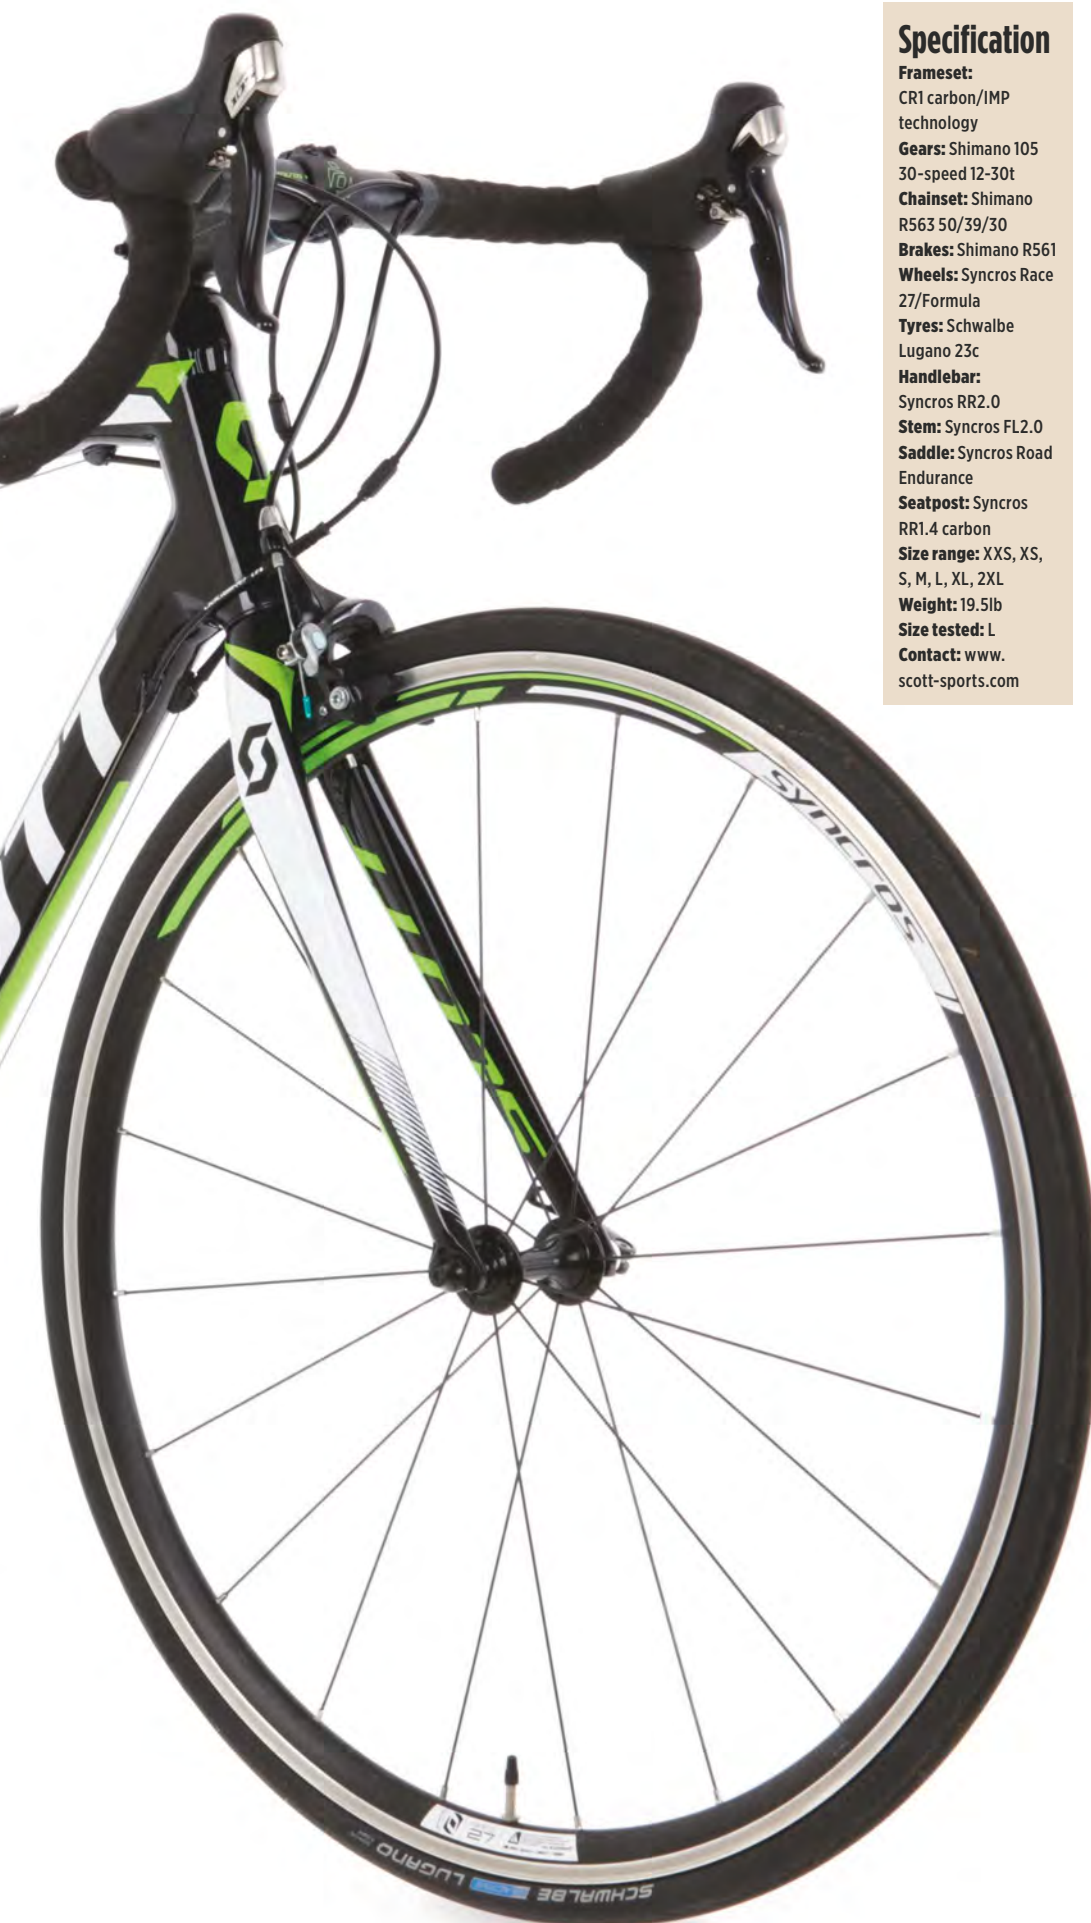 Specification
Frameset:
CR1 carbon/IMP
technology
Gears: Shimano 105
30-speed 12-30t
Chainset: Shimano
R563 50/39/30
Brakes: Shimano R561
Wheels: Syncros Race
27/Formula
Tyres: Schwalbe
Lugano 23c
Handlebar:
Syncros RR2.0
Stem: Syncros FL2.0
Saddle: Syncros Road
Endurance
Seatpost: Syncros
RR1.4 carbon
Size range: XXS, XS,
S, M, L, XL, 2XL
Weight: 19.5lb
Size tested: L
Contact: www.
scott-sports.com
syncros
27
SCHWALBE LUGANO